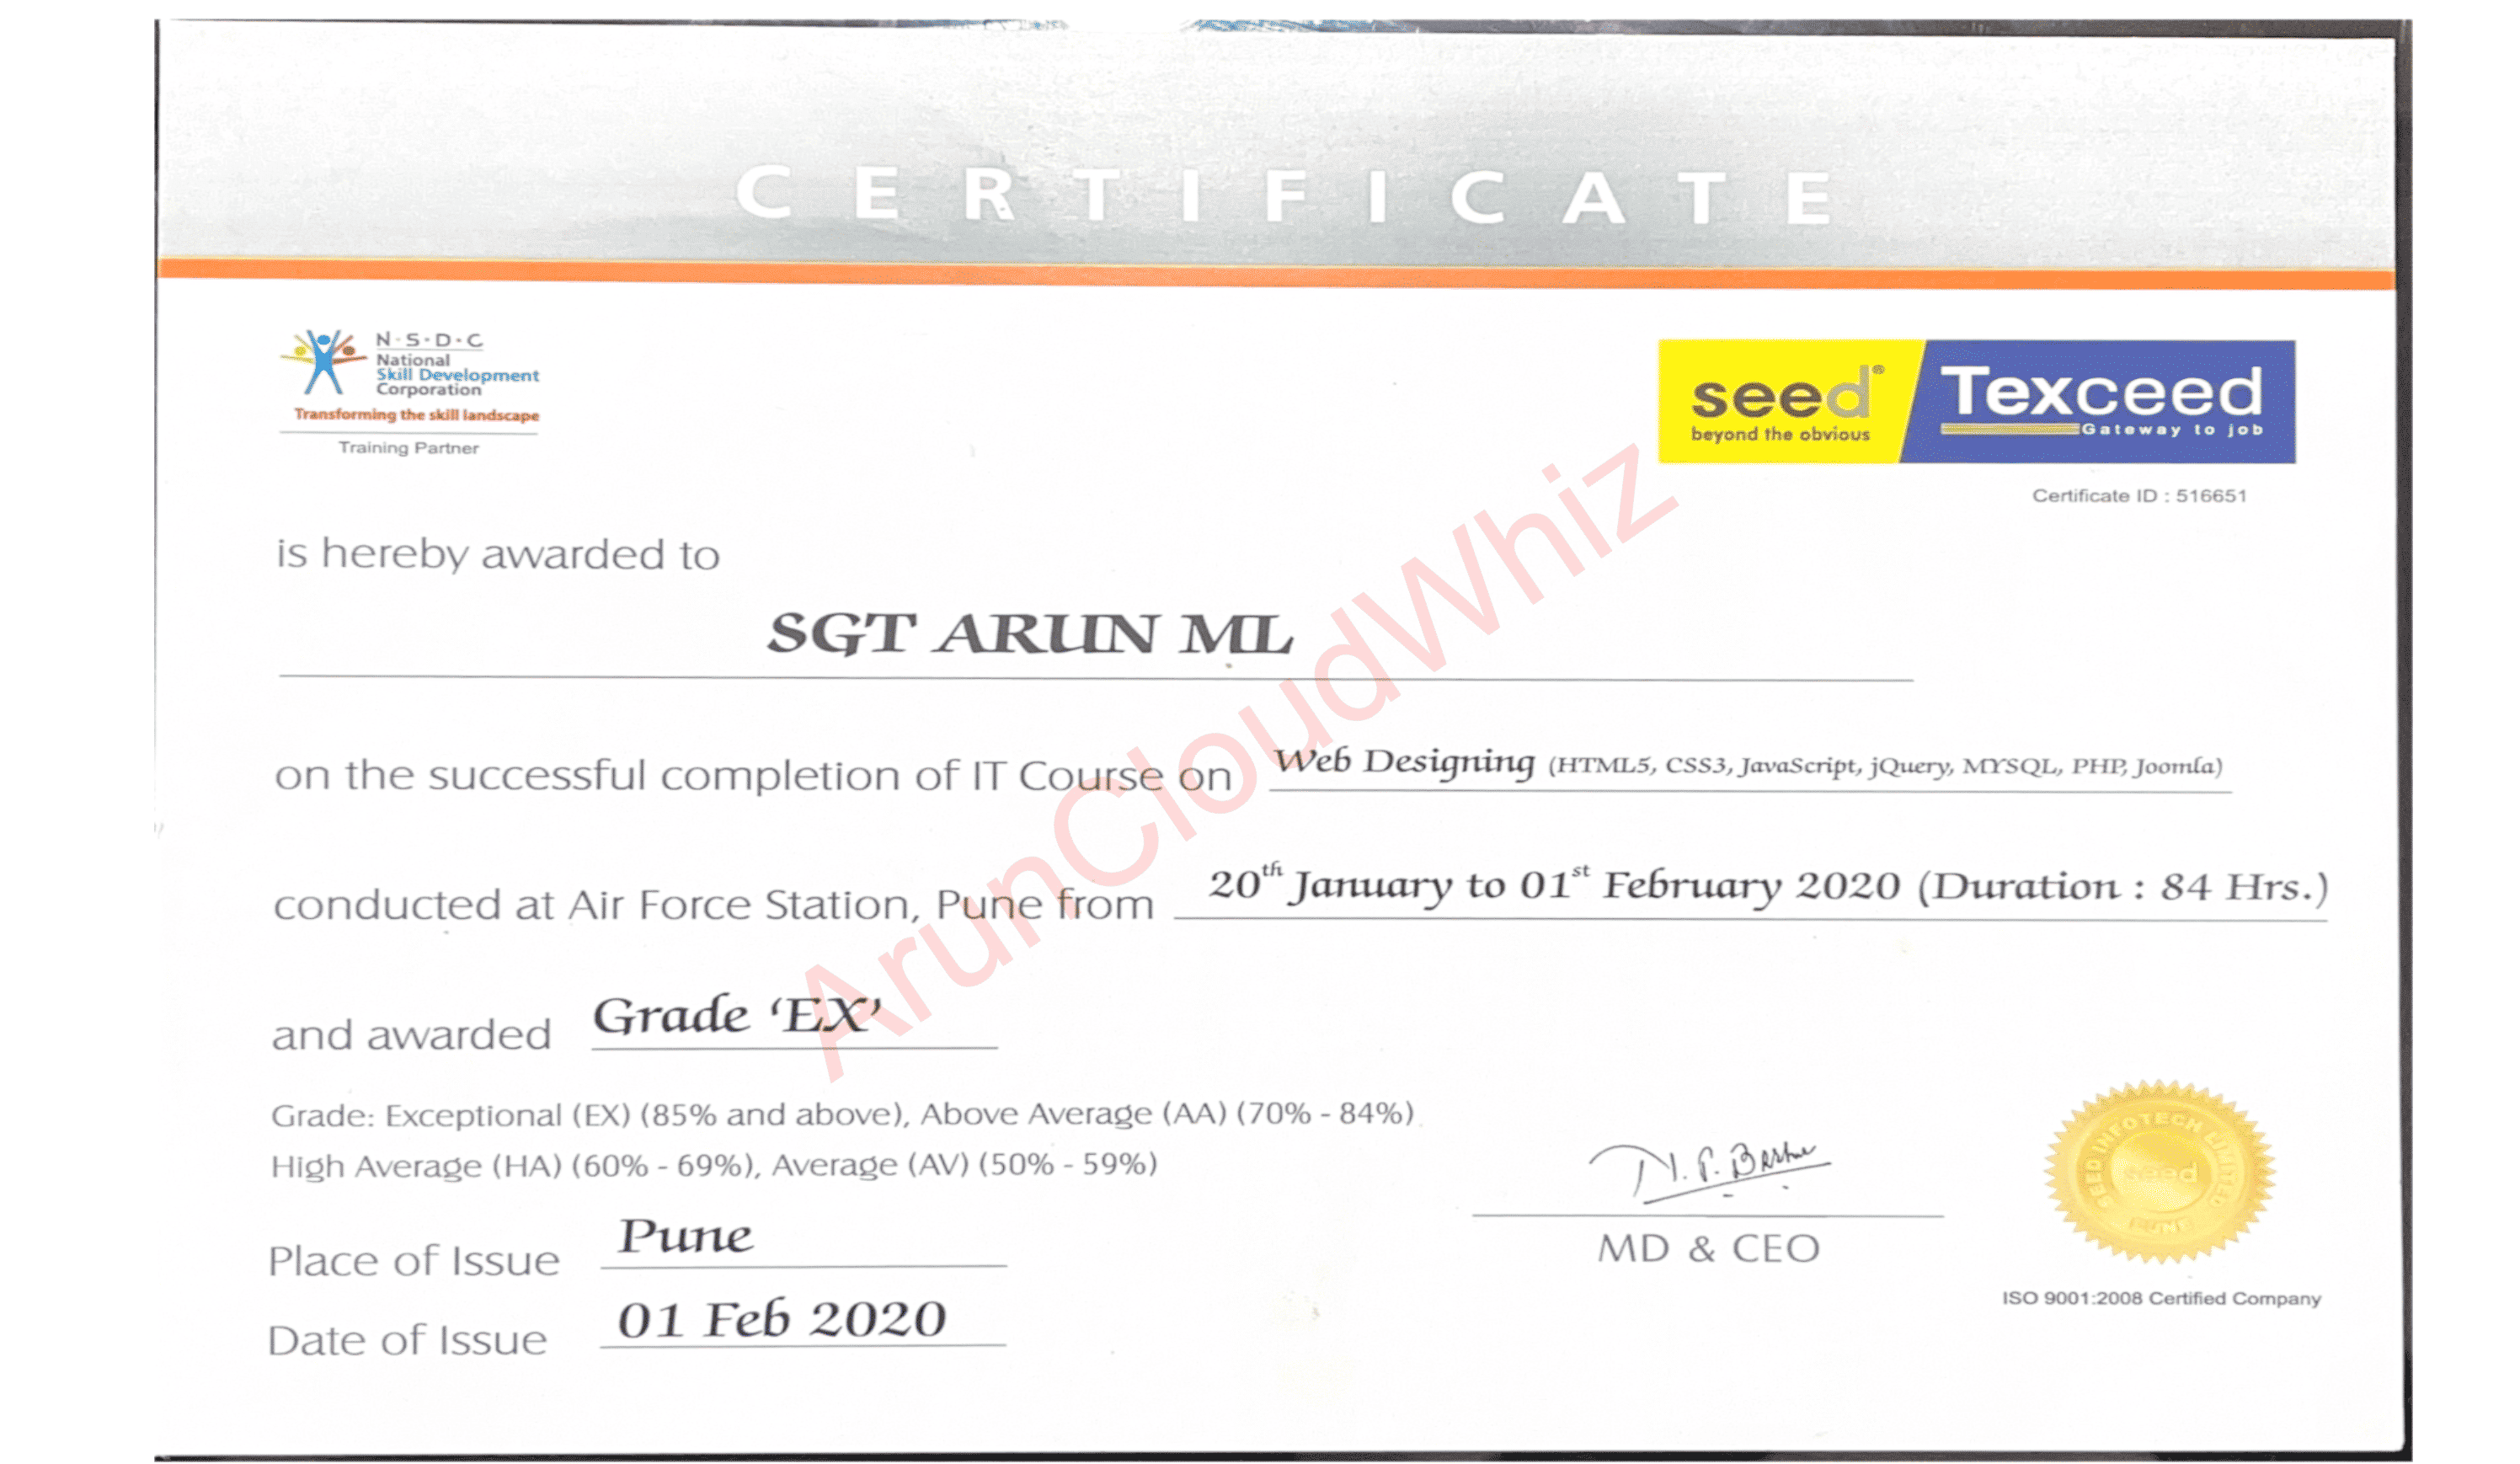 CERTIFICATE
N·S·D·C
National
Skill Development
Corporation
Transforming the skill landscape
Training Partner
seed®
beyond the obvious
Texceed
Gateway to job
Certificate ID : 516651
is hereby awarded to
SGT ARUN ML
on the successful completion of IT Course on Web Designing (HTML5, CSS3, JavaScript, jQuery, MYSQL, PHP, Joomla)
conducted at Air Force Station, Pune from 20th January to 01st February 2020 (Duration : 84 Hrs.)
and awarded Grade ‘EX’
Grade: Exceptional (EX) (85% and above), Above Average (AA) (70% - 84%)
High Average (HA) (60% - 69%), Average (AV) (50% - 59%)
Place of Issue Pune
Date of Issue 01 Feb 2020
MD & CEO
SEED INFOTECH LIMITED
seed
PUNE
ISO 9001:2008 Certified Company
ArunCloudWhiz